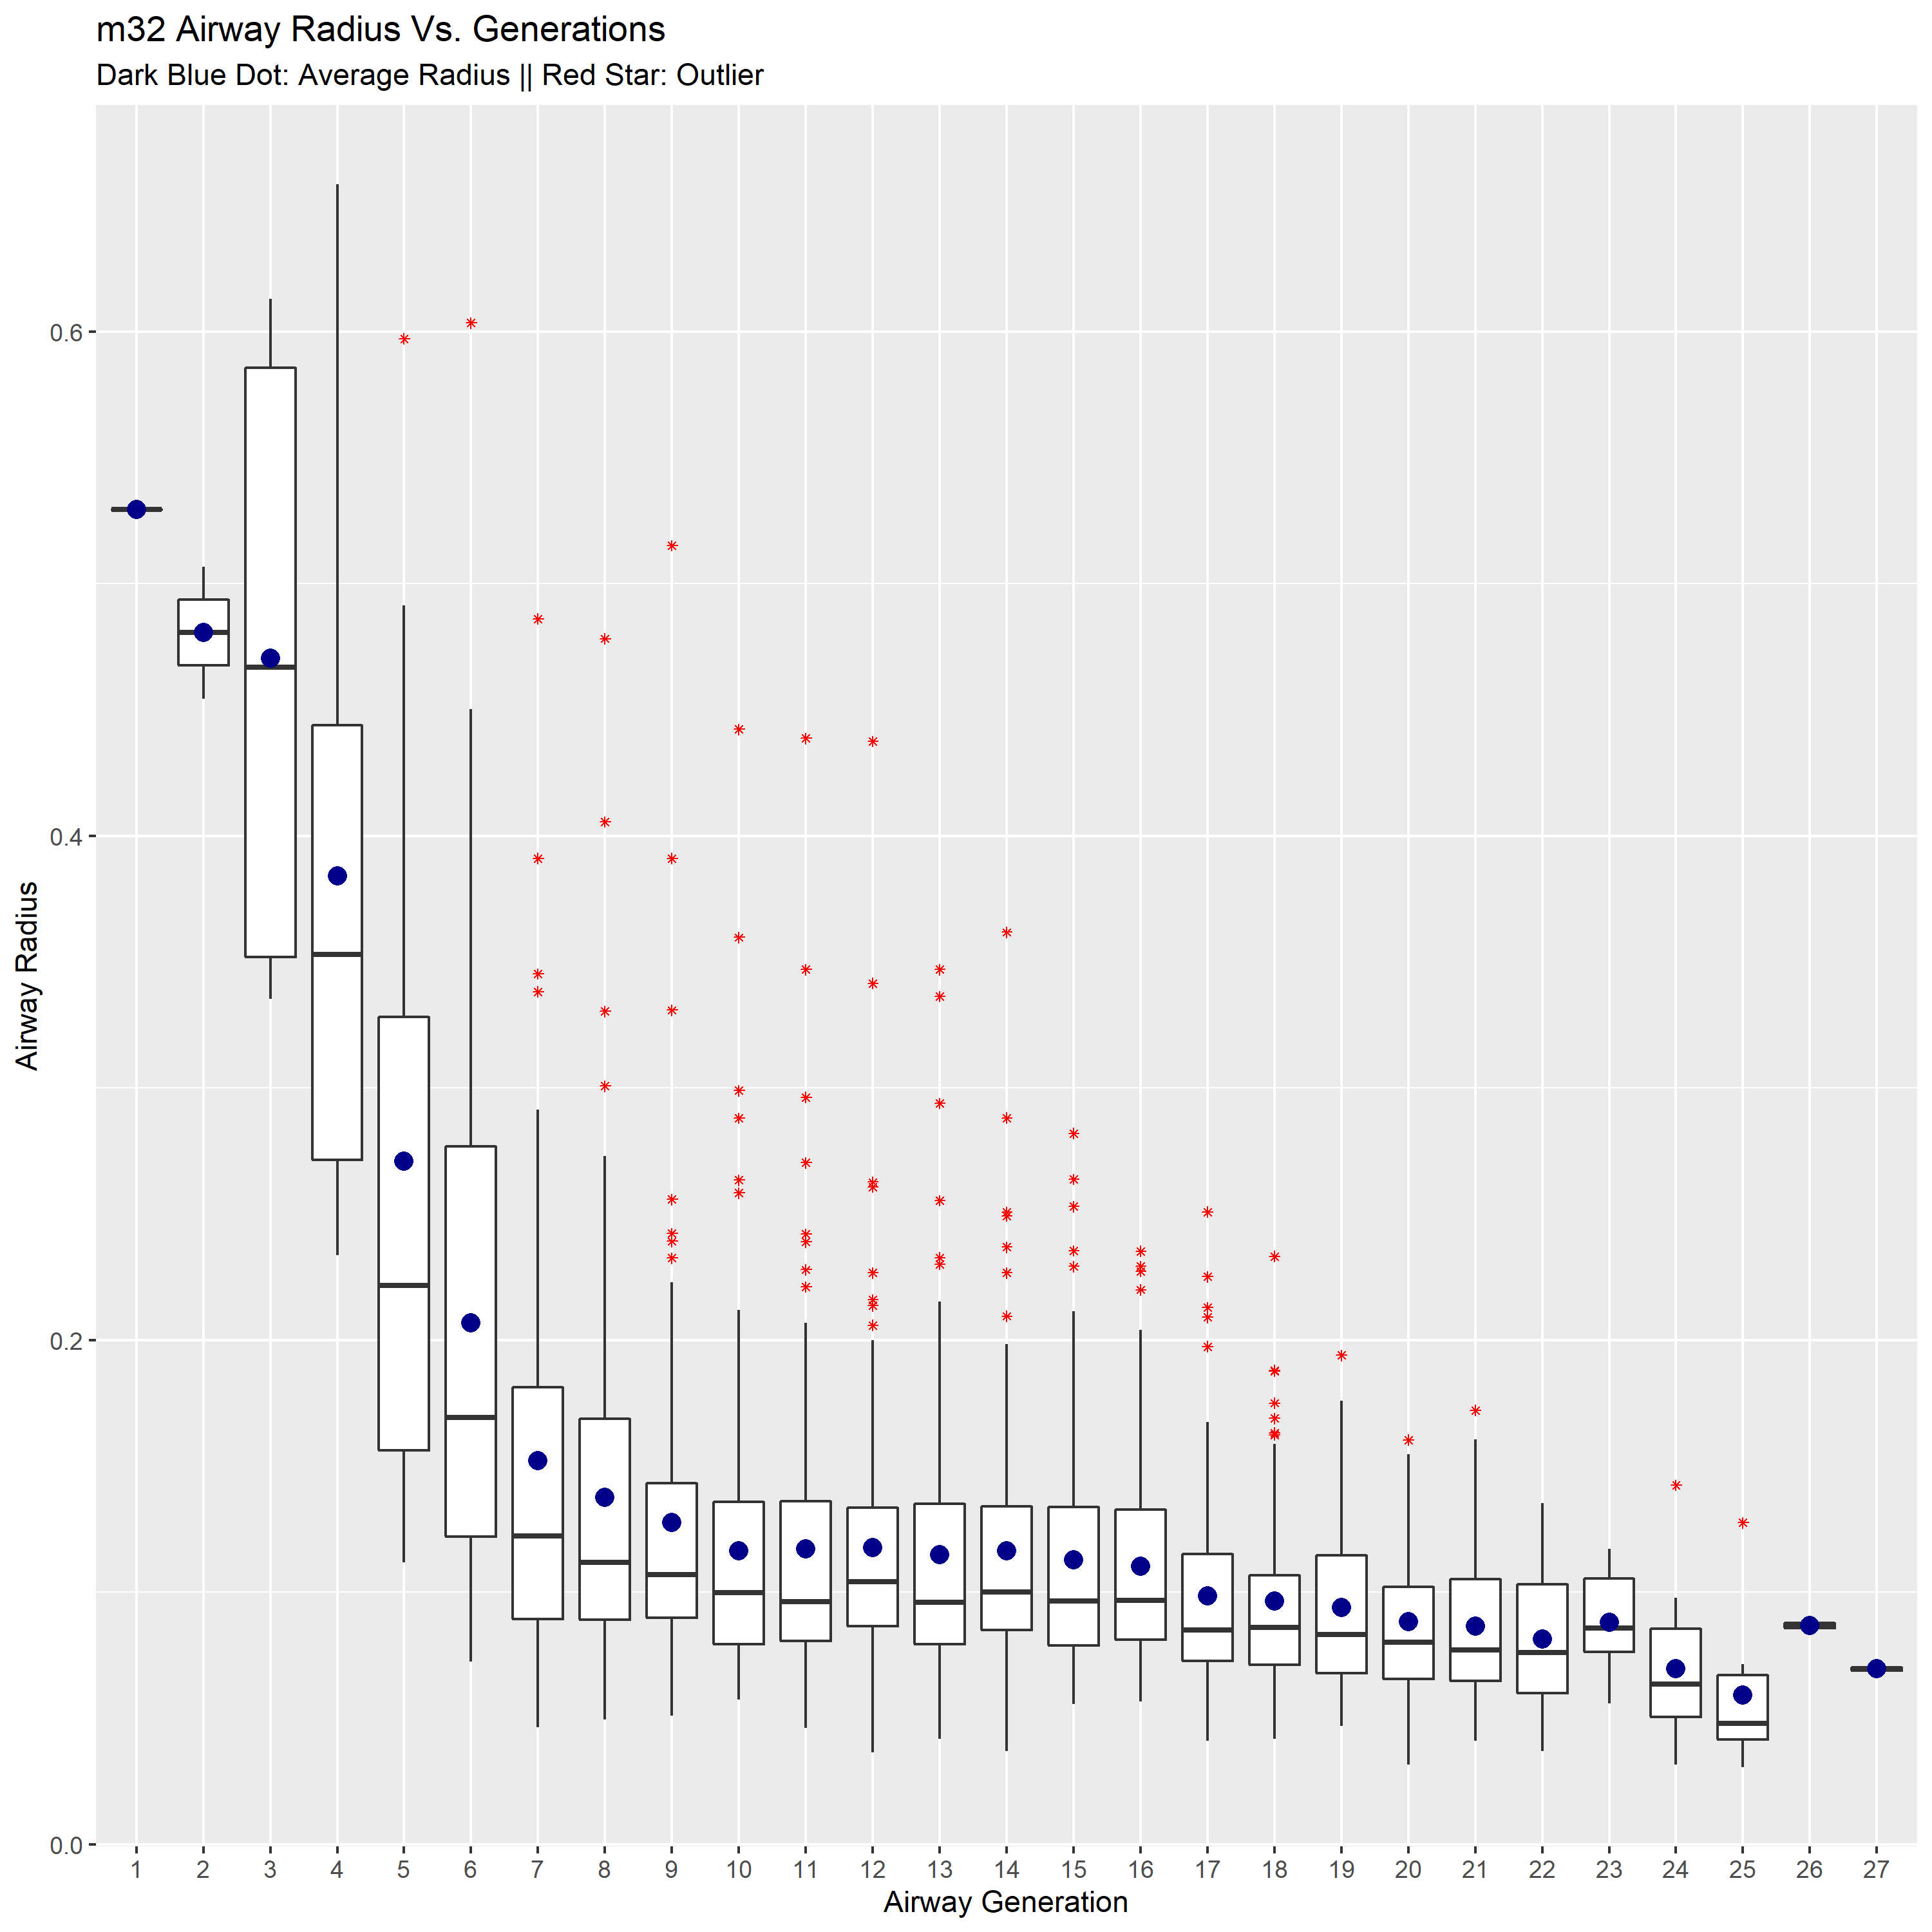 m32 Airway Radius Vs. Generations
Dark Blue Dot: Average Radius || Red Star: Outlier
Airway Radius
0.6
0.4
0.2
0.0
1 2 3 4 5 6 7 8 9 10 11 12 13 14 15 16 17 18 19 20 21 22 23 24 25 26 27
Airway Generation